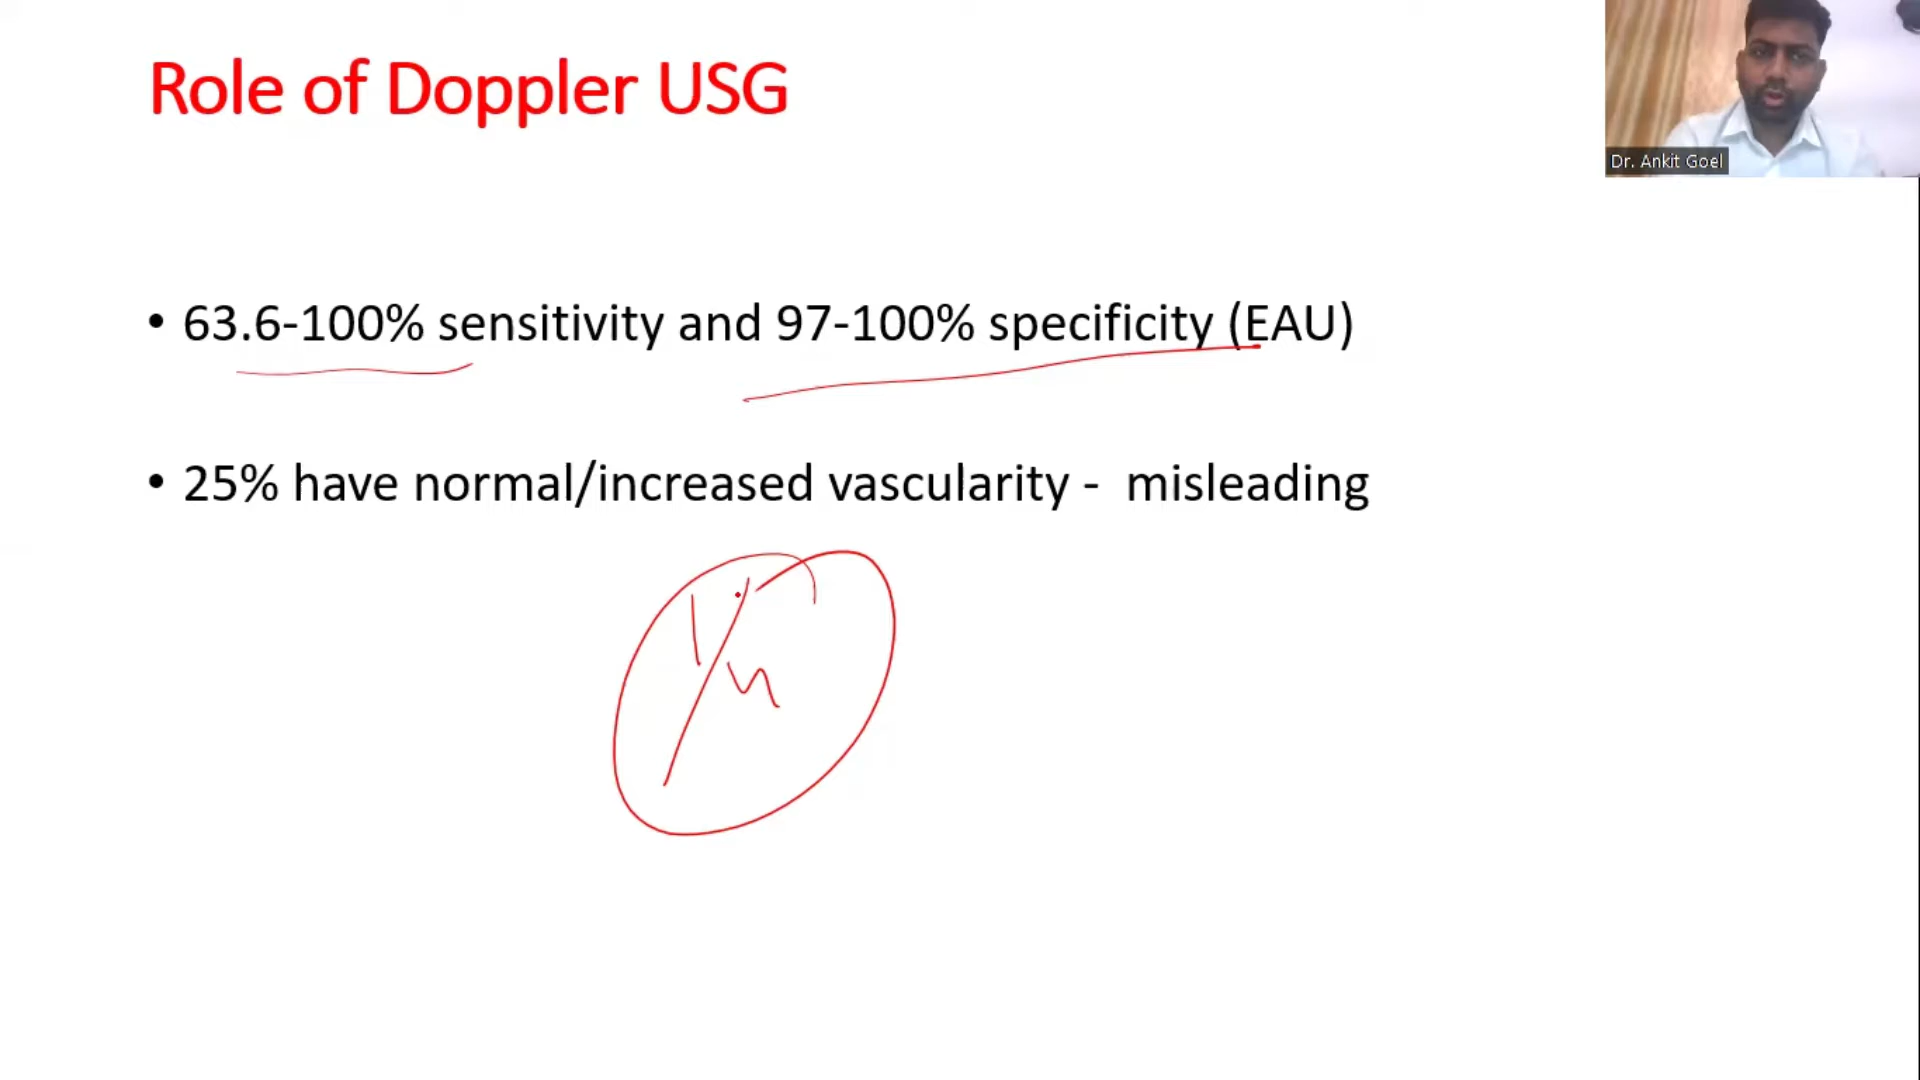 Role of Doppler USG
Dr. Ankit Goel
• 63.6-100% sensitivity and 97-100% specificity (EAU)
• 25% have normal/increased vascularity - misleading